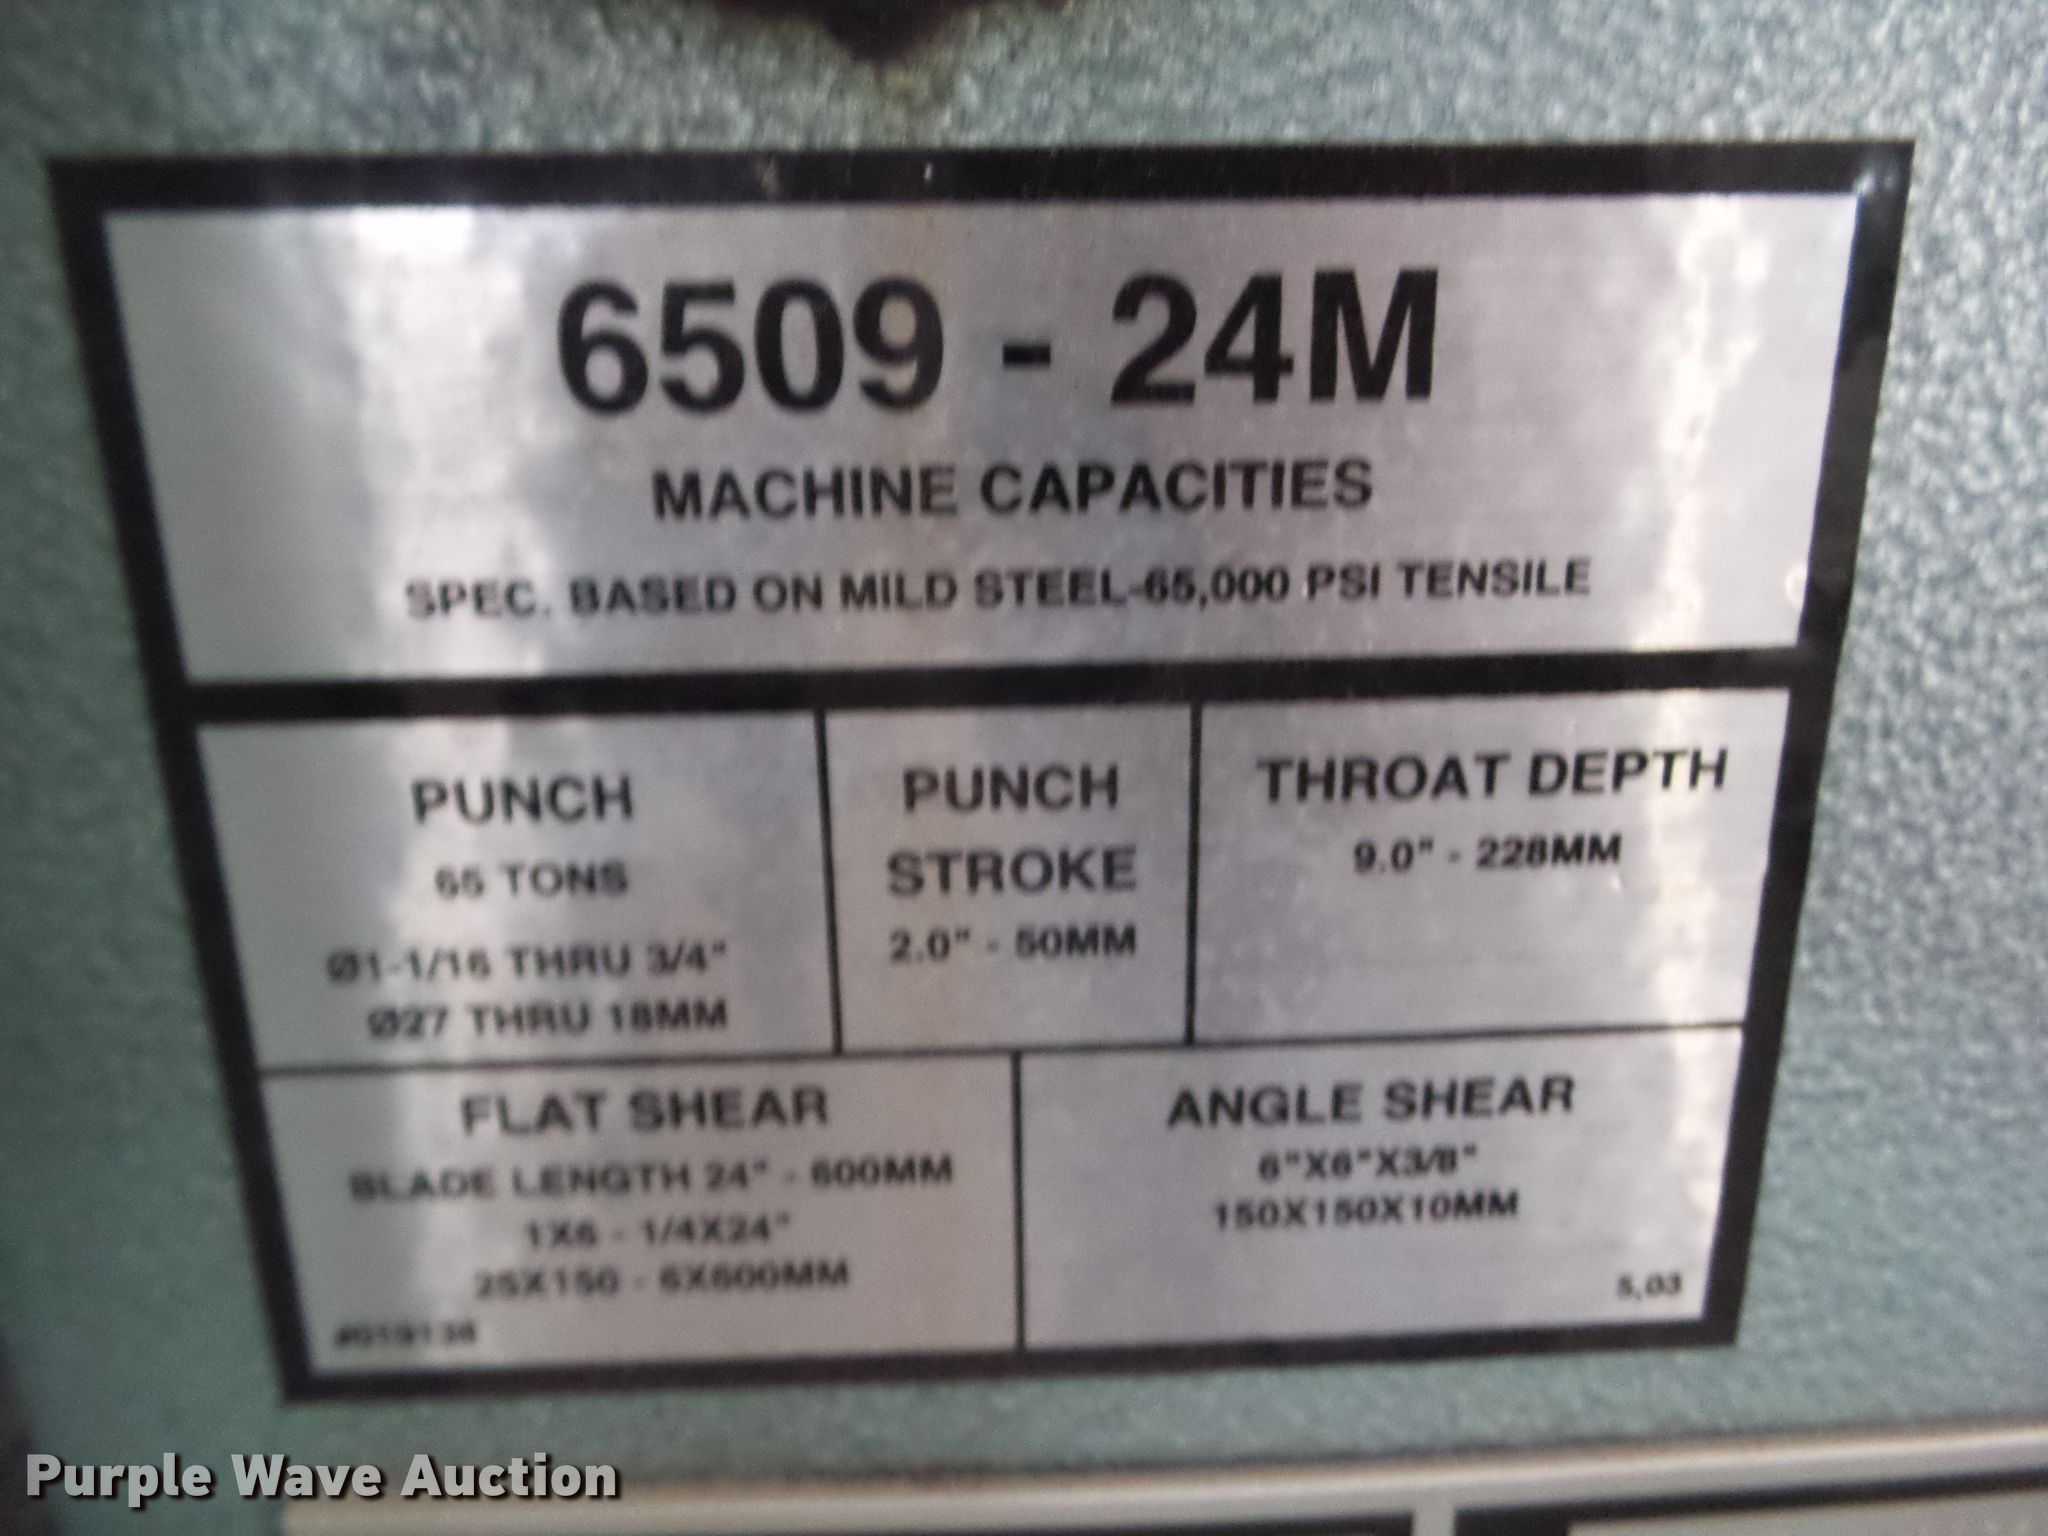 6509 - 24M
MACHINE CAPACITIES
SPEC. BASED ON MILD STEEL-65,000 PSI TENSILE
PUNCH
65 TONS
Ø1-1/16 THRU 3/4"
Ø27 THRU 18MM
PUNCH
STROKE
2.0" - 50MM
THROAT DEPTH
9.0" - 228MM
FLAT SHEAR
BLADE LENGTH 24" - 600MM
1X6 - 1/4X24"
25X150 - 6X600MM
#019138
ANGLE SHEAR
6"X6"X3/8"
150X150X10MM
5,03
Purple Wave Auction